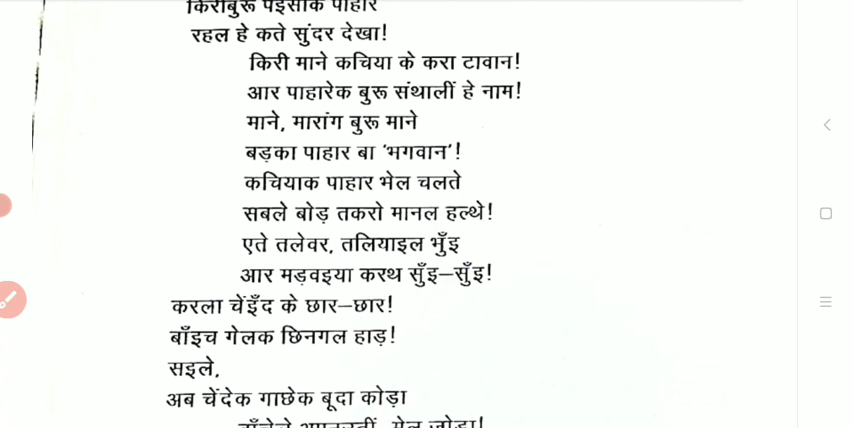 किरीबुरू पइसाक पाहार
रहल हे कते सुंदर देखा!
किरी माने कचिया के करा टावान!
आर पाहारेक बुरू संथालीं हे नाम!
माने, मारांग बुरू माने
बड़का पाहार बा 'भगवान'!
कचियाक पाहार भेल चलते
सबले बोड़ तकरो मानल हल्थे!
एते तलेवर, तलियाइल भुँइ
आर मड़वइया करथ सुँइ–सुँइ!
करला चेंइँद के छार–छार!
बाँइच गेलक छिनगल हाड़!
सइले,
अब चेंदेक गाछेक बूदा कोड़ा